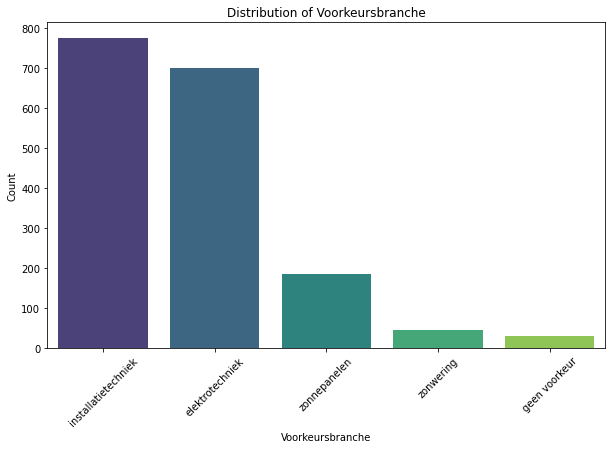 Distribution of Voorkeursbranche
Count
800
700
600
500
400
300
200
100
0
installatietechniek
elektrotechniek
zonnepanelen
zonwering
geen voorkeur
Voorkeursbranche